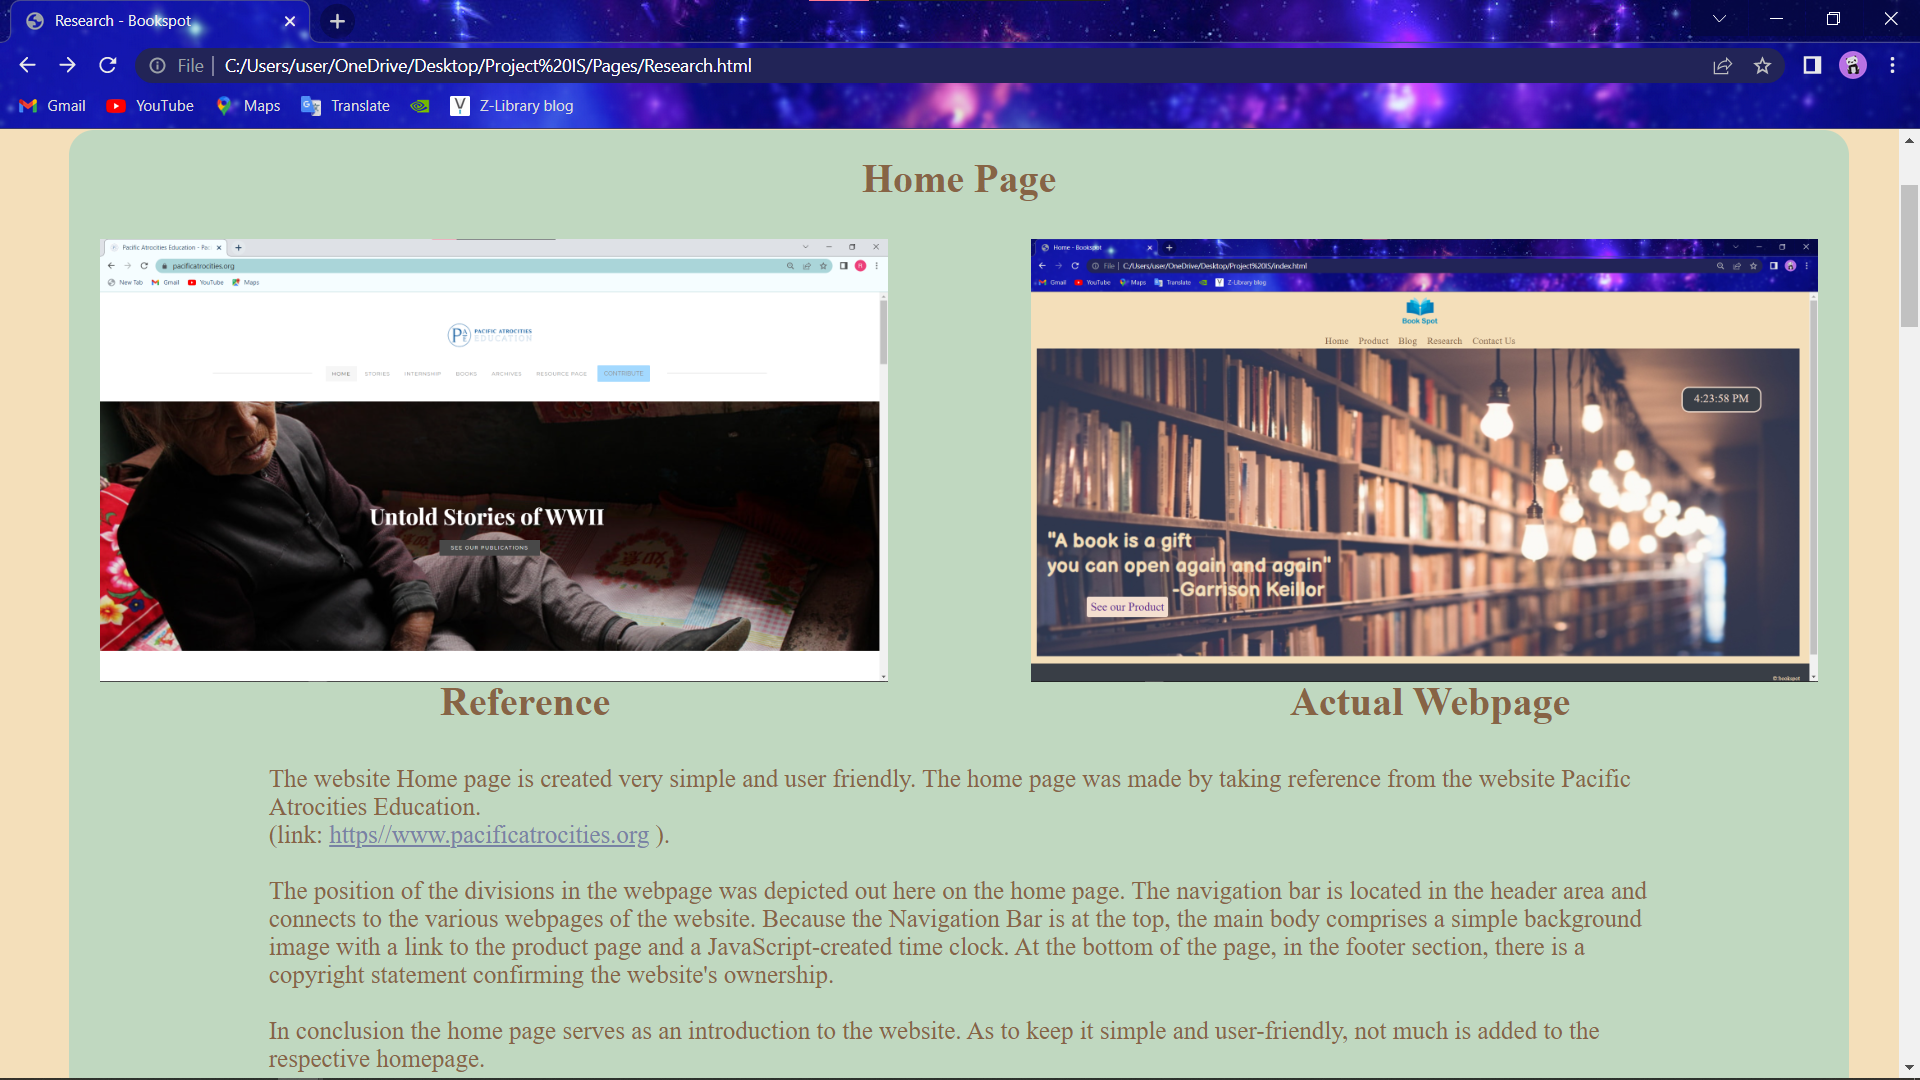 Research - Bookspot
File
C:/Users/user/OneDrive/Desktop/Project%20IS/Pages/Research.html
Gmail YouTube Maps Translate Z-Library blog
Home Page
Pacific Atrocities Education - Pac
pacificatrocities.org
New Tab Gmail YouTube Maps
PACIFIC ATROCITIES
EDUCATION
HOME STORIES INTERNSHIP BOOKS ARCHIVES RESOURCE PAGE CONTRIBUTE
Untold Stories of WWII
SEE OUR PUBLICATIONS
Reference
Home - Bookspot
File C:/Users/user/OneDrive/Desktop/Project%20IS/index.html
Gmail YouTube Maps Translate Z-Library blog
Book Spot
Home Product Blog Research Contact Us
4:23:58 PM
"A book is a gift
you can open again and again"
-Garrison Keillor
See our Product
© bookspot
Actual Webpage
The website Home page is created very simple and user friendly. The home page was made by taking reference from the website Pacific
Atrocities Education.
(link: https//www.pacificatrocities.org ).
The position of the divisions in the webpage was depicted out here on the home page. The navigation bar is located in the header area and
connects to the various webpages of the website. Because the Navigation Bar is at the top, the main body comprises a simple background
image with a link to the product page and a JavaScript-created time clock. At the bottom of the page, in the footer section, there is a
copyright statement confirming the website's ownership.
In conclusion the home page serves as an introduction to the website. As to keep it simple and user-friendly, not much is added to the
respective homepage.